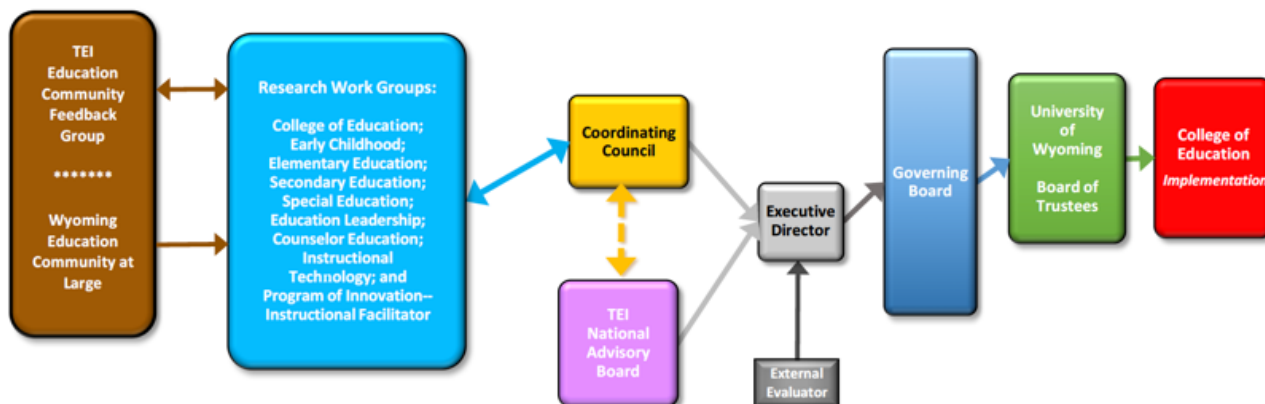 TEI
Education
Community
Feedback
Group
*******
Wyoming
Education
Community at
Large
Research Work Groups:
College of Education;
Early Childhood;
Elementary Education;
Secondary Education;
Special Education;
Education Leadership;
Counselor Education;
Instructional
Technology; and
Program of Innovation--
Instructional Facilitator
Coordinating
Council
TEI
National
Advisory
Board
Executive
Director
External
Evaluator
Governing
Board
University
of
Wyoming
Board of
Trustees
College of
Education
Implementation